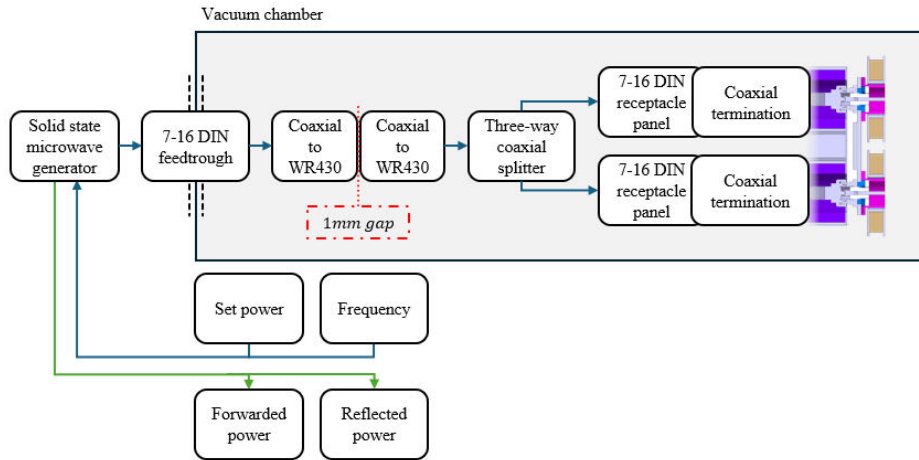 Vacuum chamber
Solid state
microwave
generator
7-16 DIN
feedtrough
Coaxial
to
WR430
Coaxial
to
WR430
1mm gap
Three-way
coaxial
splitter
7-16 DIN
receptacle
panel
Coaxial
termination
7-16 DIN
receptacle
panel
Coaxial
termination
Set power
Frequency
Forwarded
power
Reflected
power